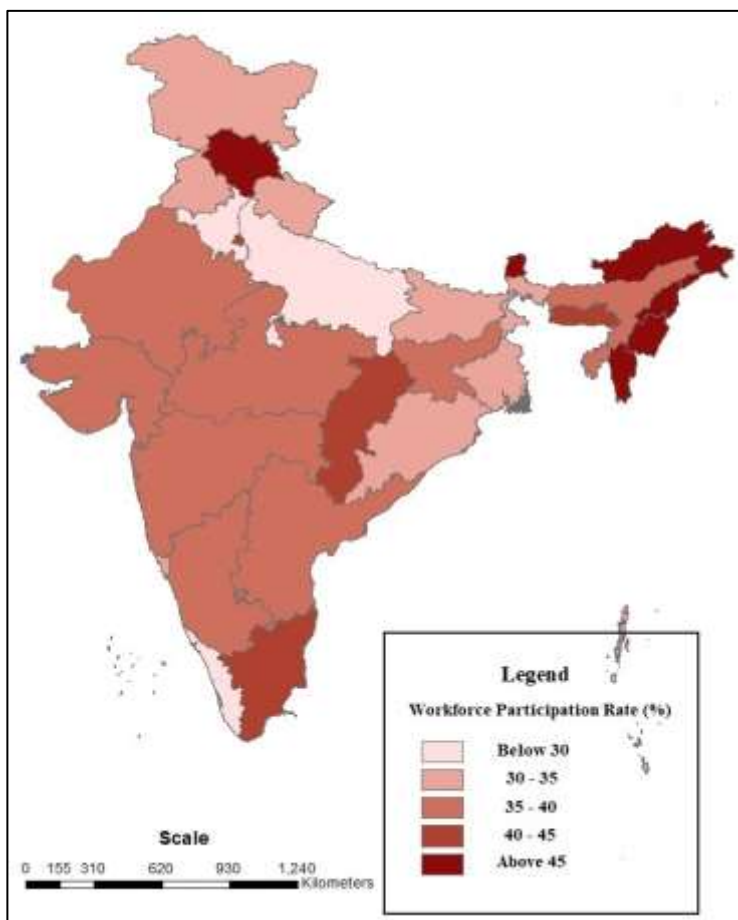 Legend
Workforce Participation Rate (%)
Below 30
30 - 35
35 - 40
40 - 45
Above 45
Scale
0 155 310 620 930 1,240
Kilometers